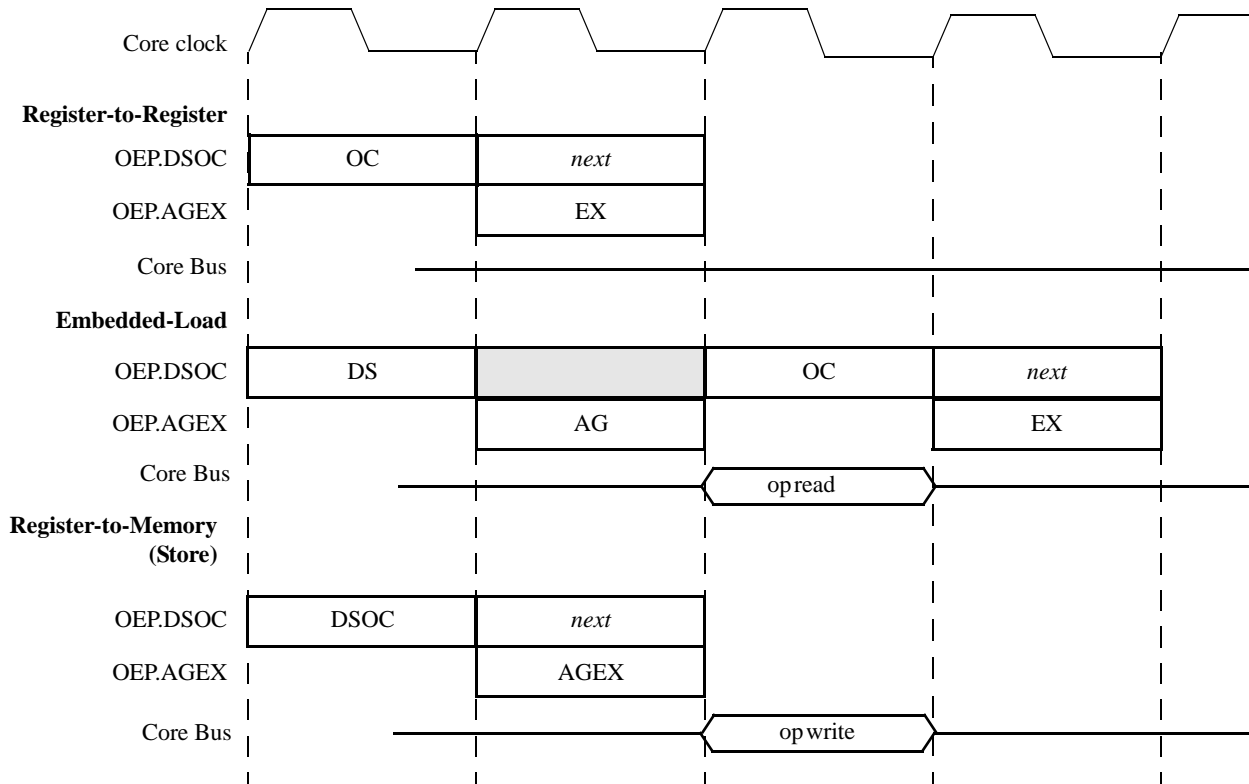 Core clock
Register-to-Register
OEP.DSOC OC next
OEP.AGEX EX
Core Bus
Embedded-Load
OEP.DSOC DS OC next
OEP.AGEX AG EX
Core Bus op read
Register-to-Memory
(Store)
OEP.DSOC DSOC next
OEP.AGEX AGEX
Core Bus op write